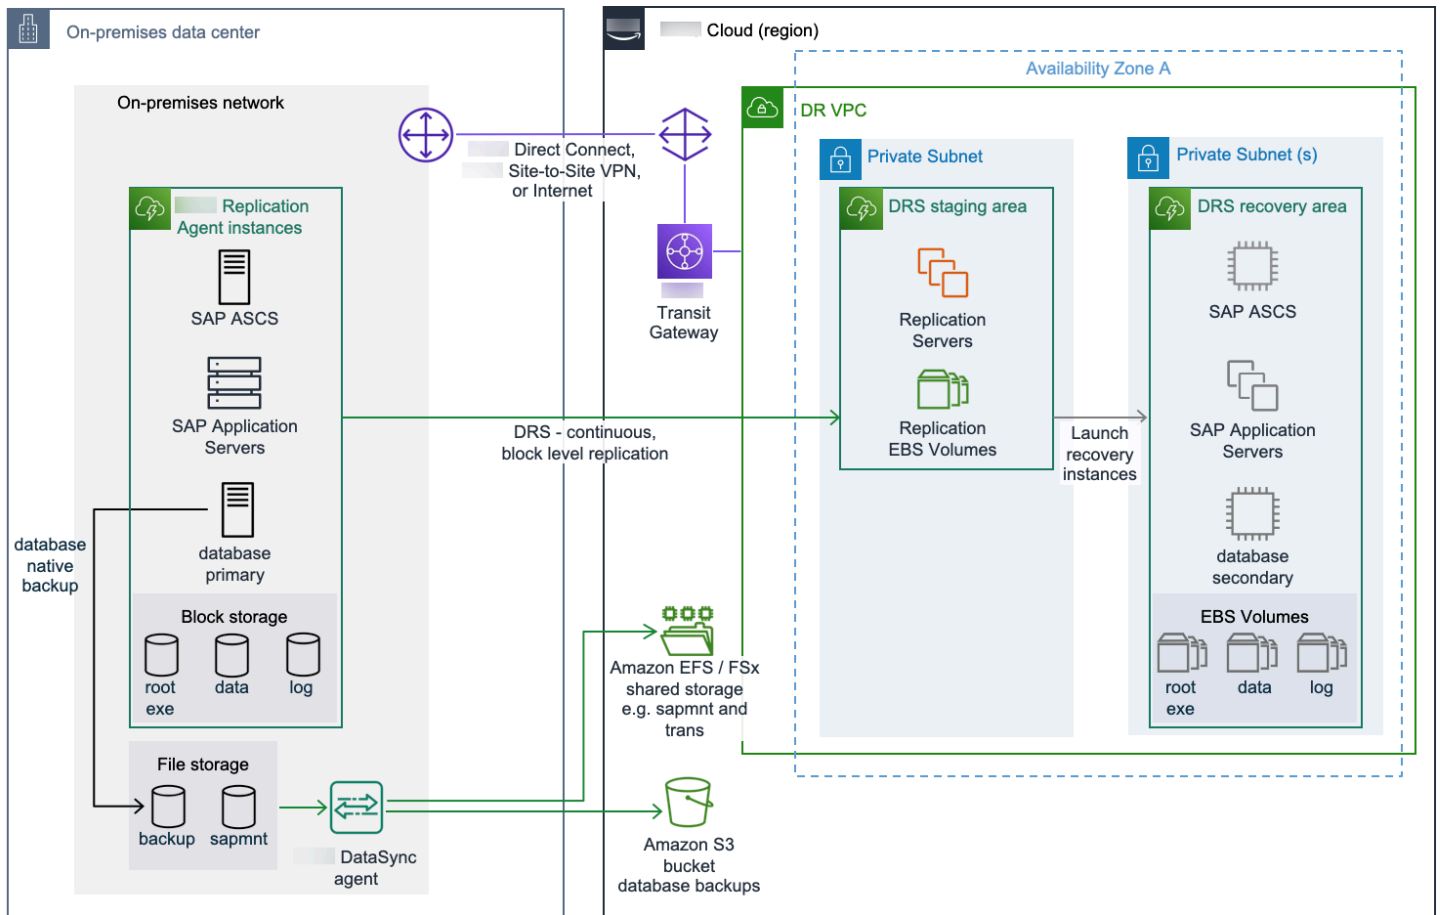 On-premises data center
Cloud (region)
Availability Zone A
On-premises network
DR VPC
Direct Connect,
Site-to-Site VPN,
or Internet
Private Subnet
Private Subnet (s)
Replication
Agent instances
DRS staging area
DRS recovery area
SAP ASCS
Transit
Gateway
Replication
Servers
SAP ASCS
SAP Application
Servers
DRS - continuous,
block level replication
Replication
EBS Volumes
Launch
recovery
instances
SAP Application
Servers
database
native
backup
database
primary
database
secondary
Block storage
root
exe
data
log
Amazon EFS / FSx
shared storage
e.g. sapmnt and
trans
EBS Volumes
root
exe
data
log
File storage
backup
sapmnt
DataSync
agent
Amazon S3
bucket
database backups